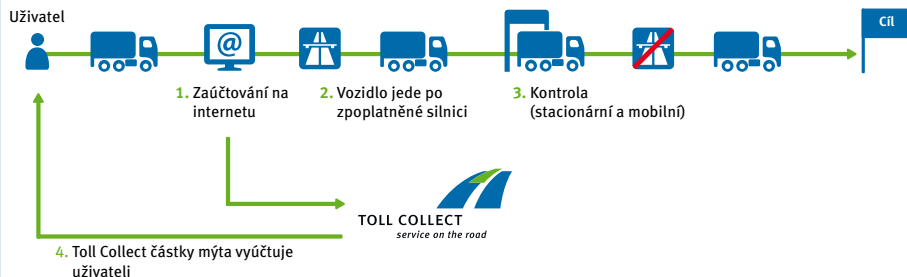 Uživatel
@
Cíl
1. Zaúčtování na
internetu
2. Vozidlo jede po
zpoplatněné silnici
3. Kontrola
(stacionární a mobilní)
TOLL COLLECT
service on the road
4. Toll Collect částky mýta vyúčtuje
uživateli